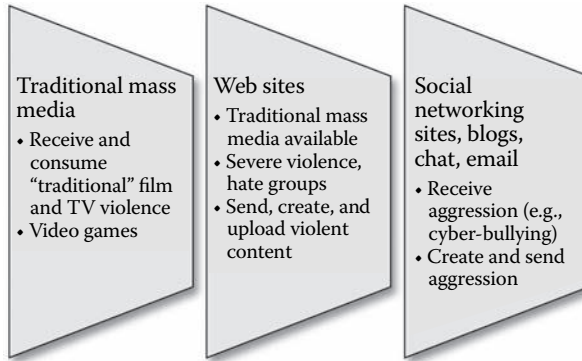 Traditional mass
media
• Receive and
consume
“traditional” film
and TV violence
• Video games
Web sites
• Traditional mass
media available
• Severe violence,
hate groups
• Send, create, and
upload violent
content
Social
networking
sites, blogs,
chat, email
• Receive
aggression (e.g.,
cyber-bullying)
• Create and send
aggression